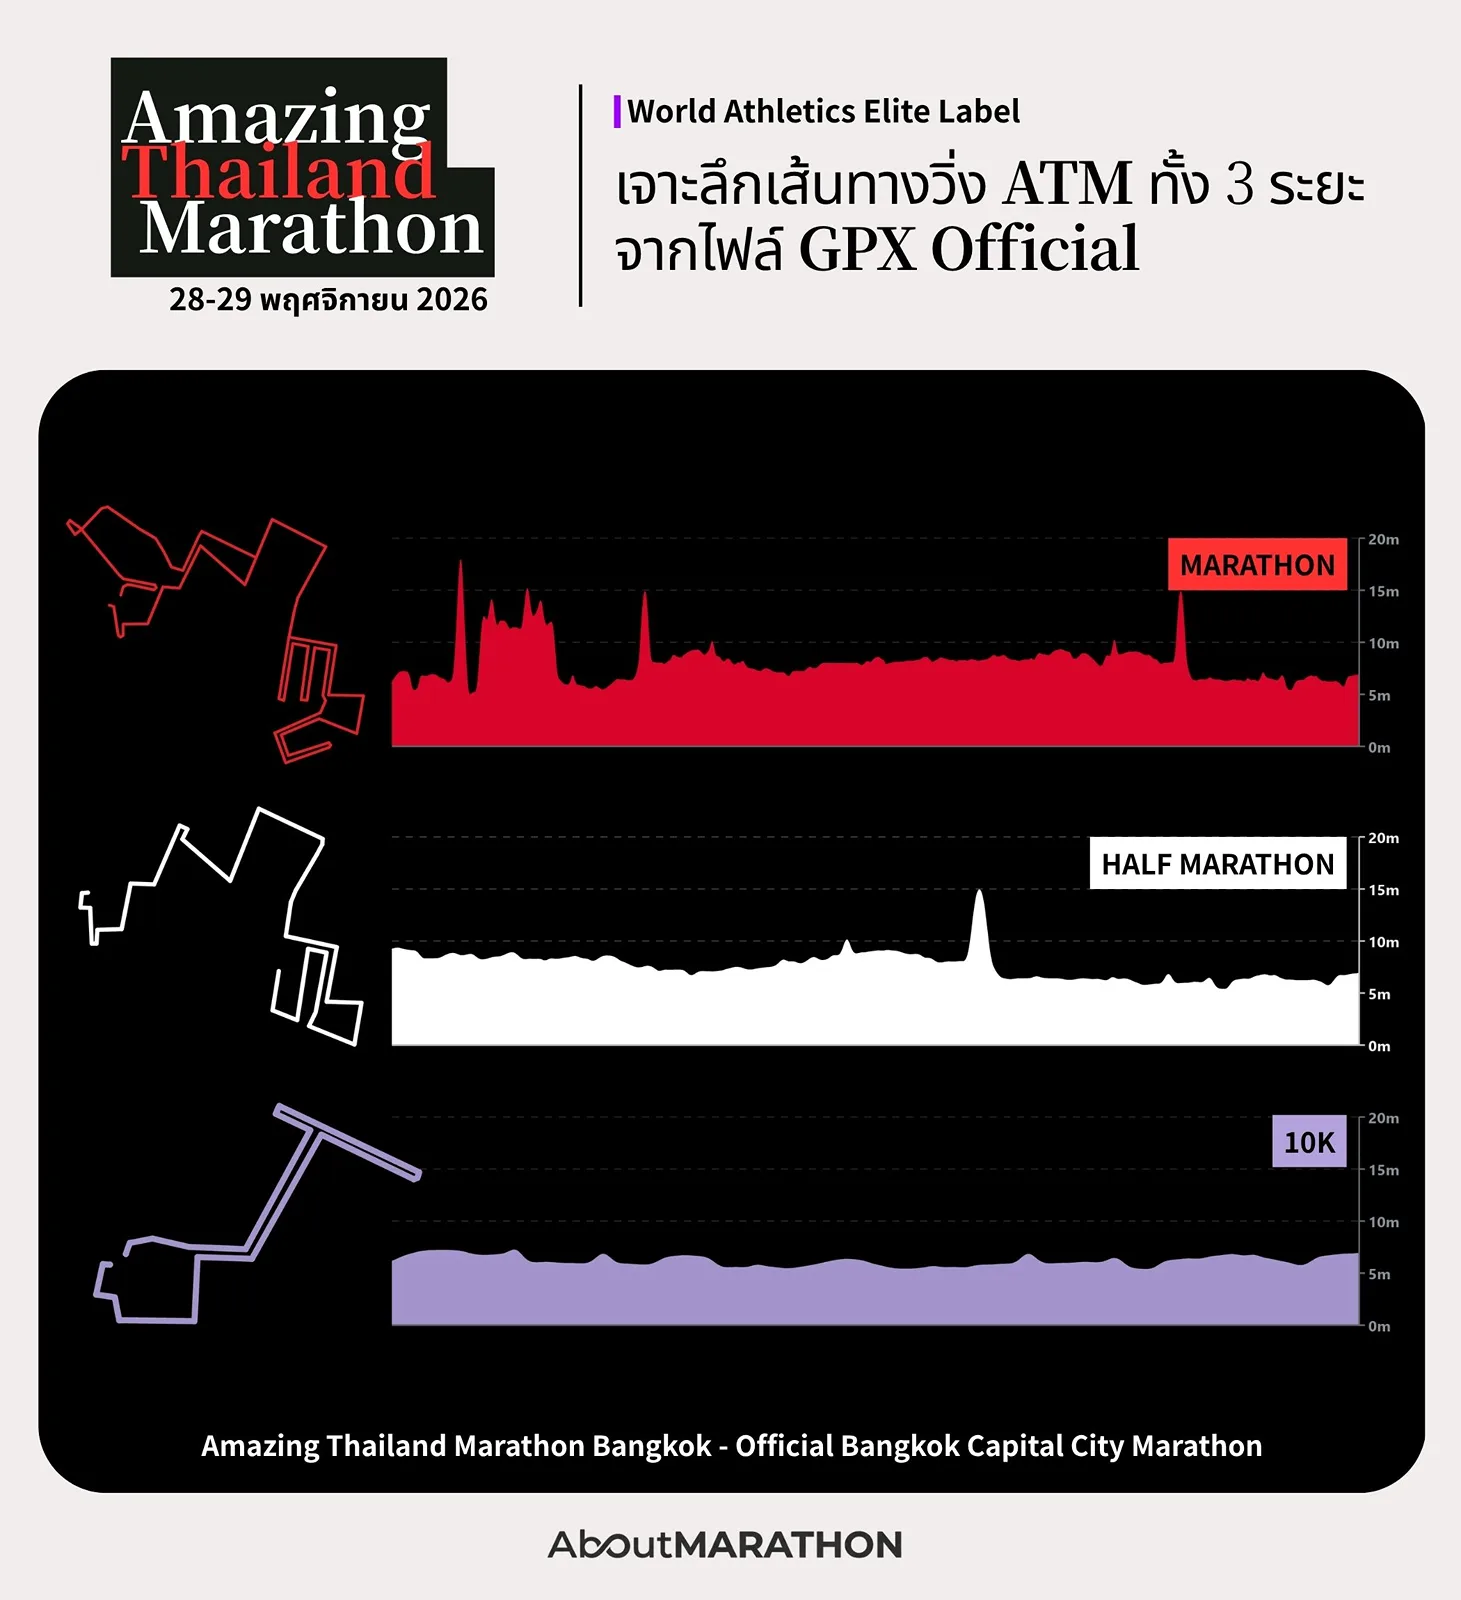 Amazing
Thailand
Marathon
28-29 พฤศจิกายน 2026
World Athletics Elite Label
เจาะลึกเส้นทางวิ่ง ATM ทั้ง 3 ระยะ
จากไฟล์ GPX Official
MARATHON
20m
15m
10m
5m
0m
HALF MARATHON
20m
15m
10m
5m
0m
10K
20m
15m
10m
5m
0m
Amazing Thailand Marathon Bangkok - Official Bangkok Capital City Marathon
AboutMARATHON